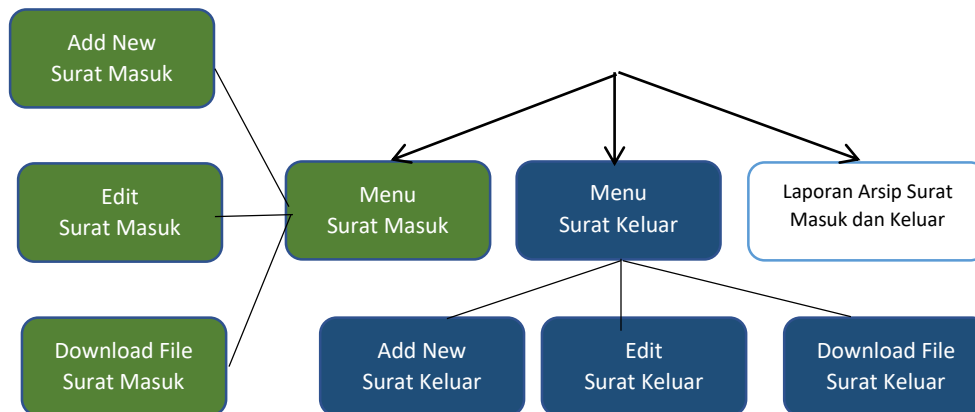 Add New
Surat Masuk
Edit
Surat Masuk
Download File
Surat Masuk
Menu
Surat Masuk
Menu
Surat Keluar
Laporan Arsip Surat
Masuk dan Keluar
Add New
Surat Keluar
Edit
Surat Keluar
Download File
Surat Keluar